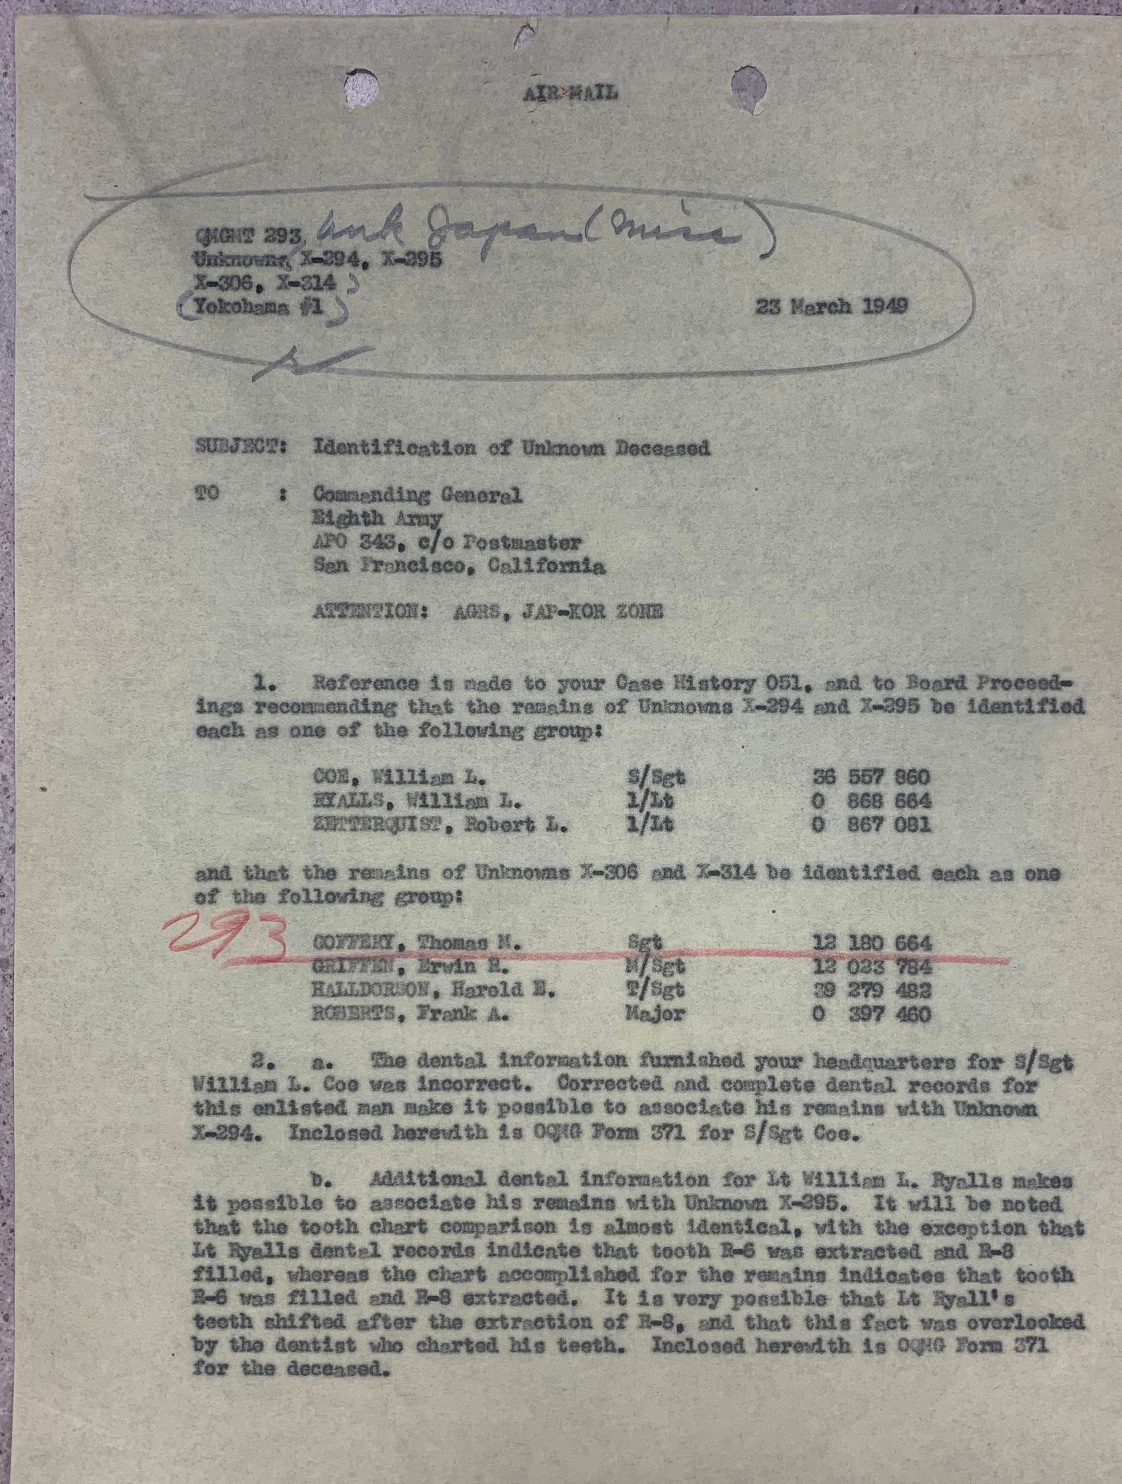 AIR MAIL
QMGMT 293 unk Japan (Misc)
Unknowns (X-294, X-295
X-306, X-314)
(Yokohama #1)
23 March 1949
SUBJECT: Identification of Unknown Deceased
TO : Commanding General
Eighth Army
APO 343, c/o Postmaster
San Francisco, California
ATTENTION: AGRS, JAP-KOR ZONE
1. Reference is made to your Case History 051, and to Board Proceed-
ings recommending that the remains of Unknowns X-294 and X-295 be identified
each as one of the following group:
COE, William L. S/Sgt 36 557 860
RYALLS, William L. 1/Lt 0 868 664
ZETTERQUIST, Robert L. 1/Lt 0 867 081
and that the remains of Unknowns X-306 and X-314 be identified each as one
of the following group:
293
COFFERY, Thomas M. Sgt 12 180 664
GRIFFEN, Erwin R. M/Sgt 12 023 784
HALLDORSON, Harold E. T/Sgt 39 279 482
ROBERTS, Frank A. Major 0 397 460
2. a. The dental information furnished your headquarters for S/Sgt
William L. Coe was incorrect. Corrected and complete dental records for
this enlisted man make it possible to associate his remains with Unknown
X-294. Inclosed herewith is OQMG Form 371 for S/Sgt Coe.
b. Additional dental information for Lt William L. Ryalls makes
it possible to associate his remains with Unknown X-295. It will be noted
that the tooth chart comparison is almost identical, with the exception that
Lt Ryalls dental records indicate that tooth R-6 was extracted and R-8
filled, whereas the chart accomplished for the remains indicates that tooth
R-6 was filled and R-8 extracted. It is very possible that Lt Ryall's
teeth shifted after the extraction of R-8, and that this fact was overlooked
by the dentist who charted his teeth. Inclosed herewith is OQMG Form 371
for the deceased.